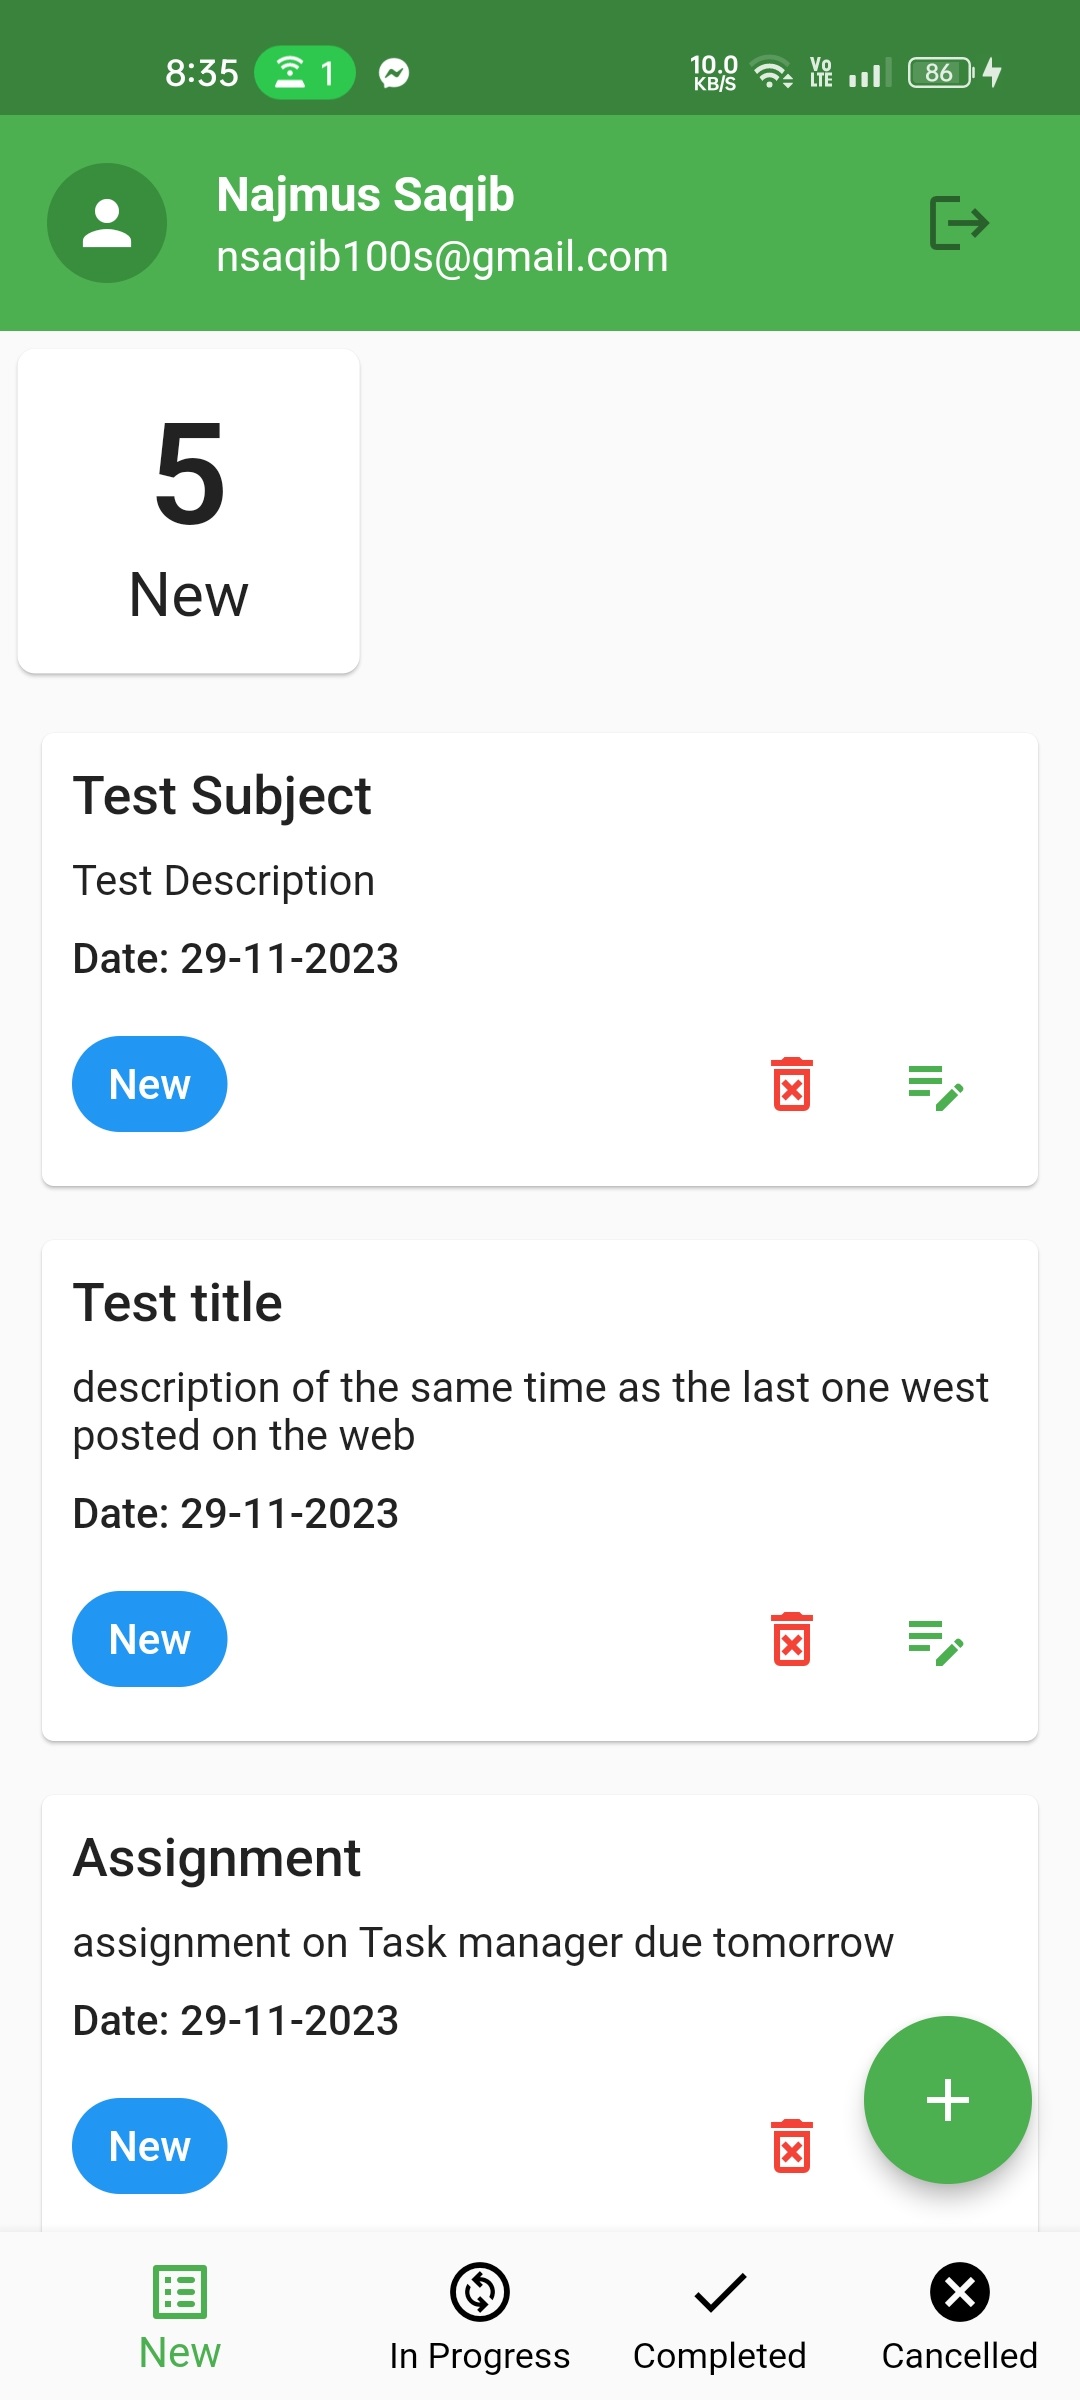 8:35 1 10.0 KB/S Vo LTE 86
Najmus Saqib
nsaqib100s@gmail.com
5
New
Test Subject
Test Description
Date: 29-11-2023
New
Test title
description of the same time as the last one west
posted on the web
Date: 29-11-2023
New
Assignment
assignment on Task manager due tomorrow
Date: 29-11-2023
New
New In Progress Completed Cancelled